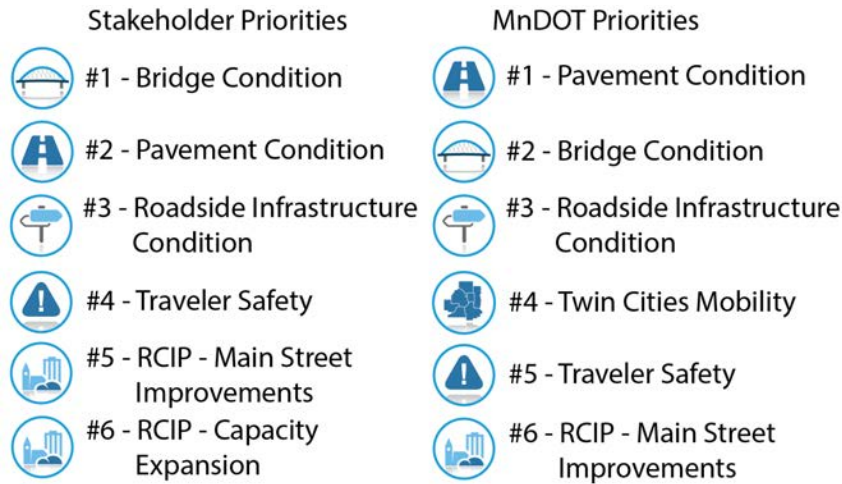 Stakeholder Priorities
#1 - Bridge Condition
#2 - Pavement Condition
#3 - Roadside Infrastructure
Condition
#4 - Traveler Safety
#5 - RCIP - Main Street
Improvements
#6 - RCIP - Capacity
Expansion
MnDOT Priorities
#1 - Pavement Condition
#2 - Bridge Condition
#3 - Roadside Infrastructure
Condition
#4 - Twin Cities Mobility
#5 - Traveler Safety
#6 - RCIP - Main Street
Improvements